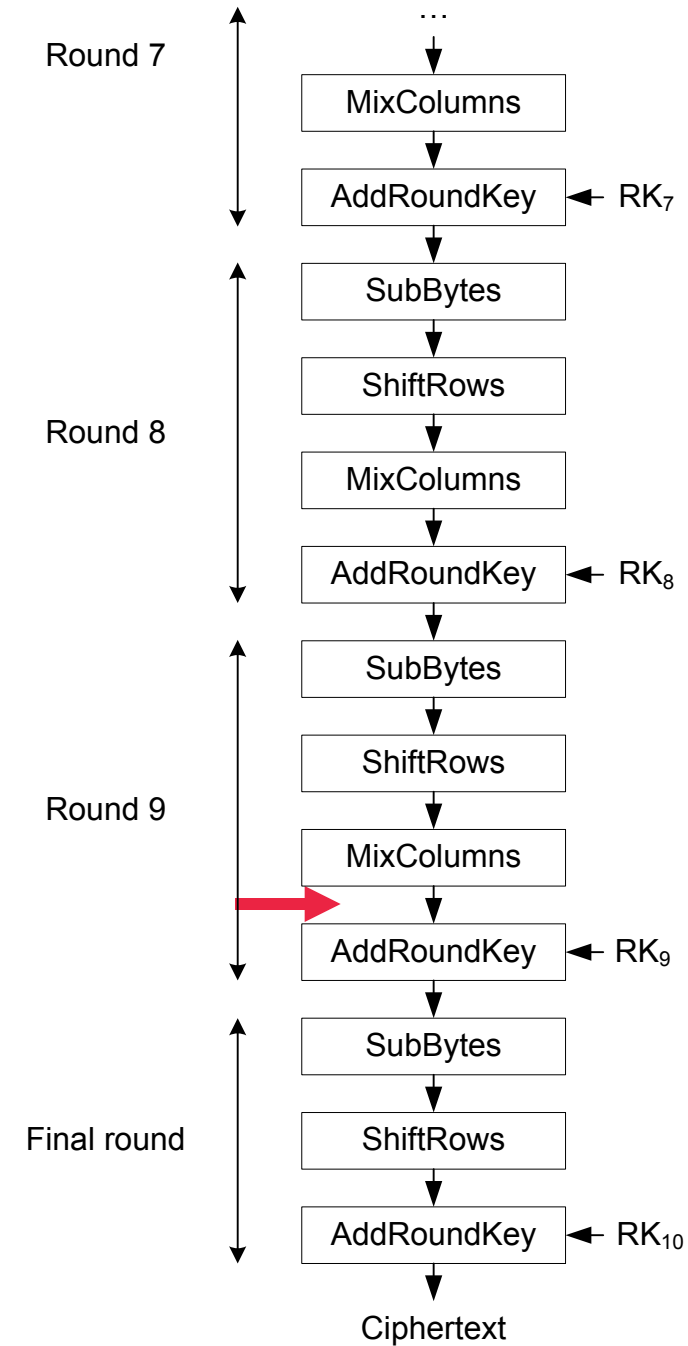 ...
Round 7
MixColumns
AddRoundKey
RK₇
SubBytes
ShiftRows
Round 8
MixColumns
AddRoundKey
RK₈
SubBytes
ShiftRows
Round 9
MixColumns
AddRoundKey
RK₉
SubBytes
Final round
ShiftRows
AddRoundKey
RK₁₀
Ciphertext